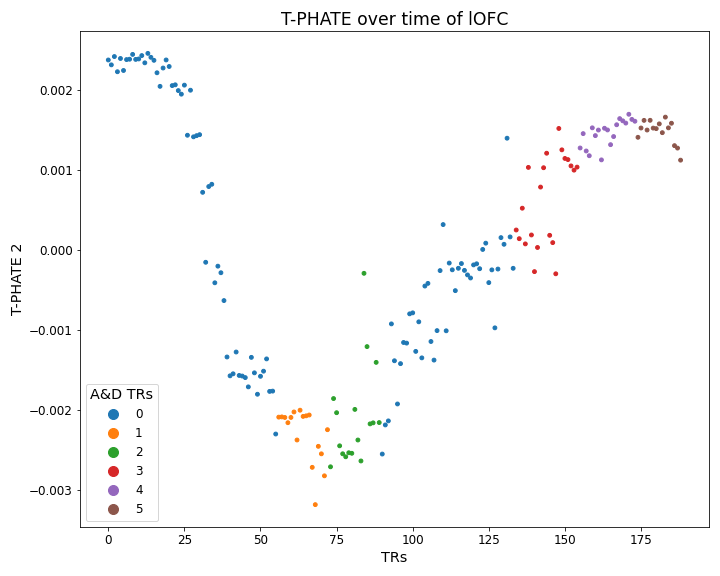 T-PHATE over time of lOFC
T-PHATE 2
0.002
0.001
0.000
−0.001
−0.002
−0.003
A&D TRs
0
1
2
3
4
5
0 25 50 75 100 125 150 175
TRs